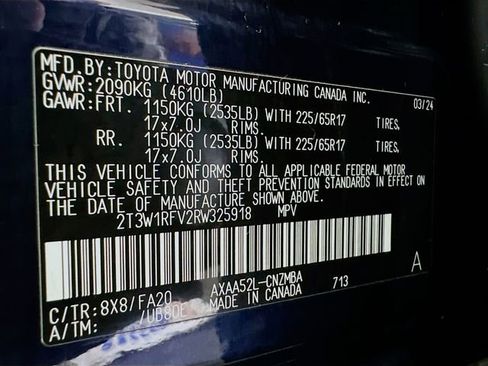 MFD. BY: TOYOTA MOTOR MANUFACTURING CANADA INC.
GVWR: 2090KG (4610LB) 03/24
GAWR: FRT. 1150KG (2535LB) WITH 225/65R17 TIRES.
17x7.0J RIMS.
RR. 1150KG (2535LB) WITH 225/65R17 TIRES.
17x7.0J RIMS.
THIS VEHICLE CONFORMS TO ALL APPLICABLE FEDERAL MOTOR
VEHICLE SAFETY AND THEFT PREVENTION STANDARDS IN EFFECT ON
THE DATE OF MANUFACTURE SHOWN ABOVE.
2T3W1RFV2RW325918 MPV
C/TR: 8X8/FA20 AXAA52L-CNZMBA 713 A
A/TM: /UB80E MADE IN CANADA